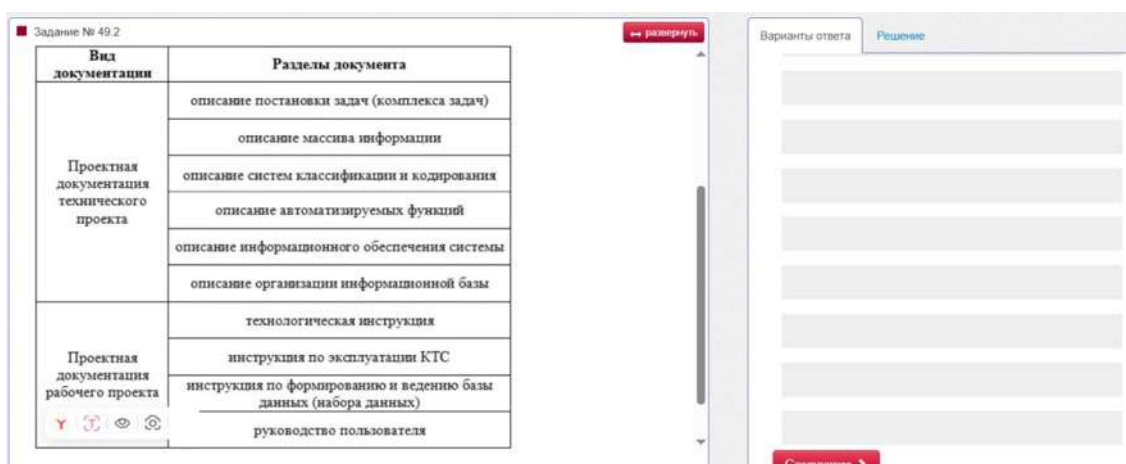 Задание № 49.2
развернуть
Варианты ответа
Решение
Вид
документации
Разделы документа
Проектная
документация
технического
проекта
описание постановки задач (комплекса задач)
описание массива информации
описание систем классификации и кодирования
описание автоматизируемых функций
описание информационного обеспечения системы
описание организации информационной базы
Проектная
документация
рабочего проекта
технологическая инструкция
инструкция по эксплуатации КТС
инструкция по формированию и ведению базы
данных (набора данных)
руководство пользователя